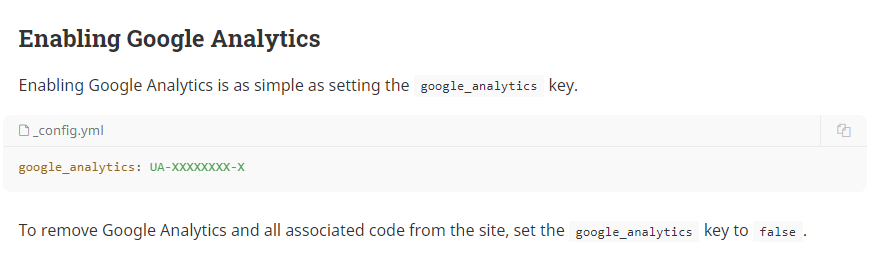 Enabling Google Analytics
Enabling Google Analytics is as simple as setting the google_analytics key.
_config.yml
google_analytics: UA-XXXXXXXX-X
To remove Google Analytics and all associated code from the site, set the google_analytics key to false.